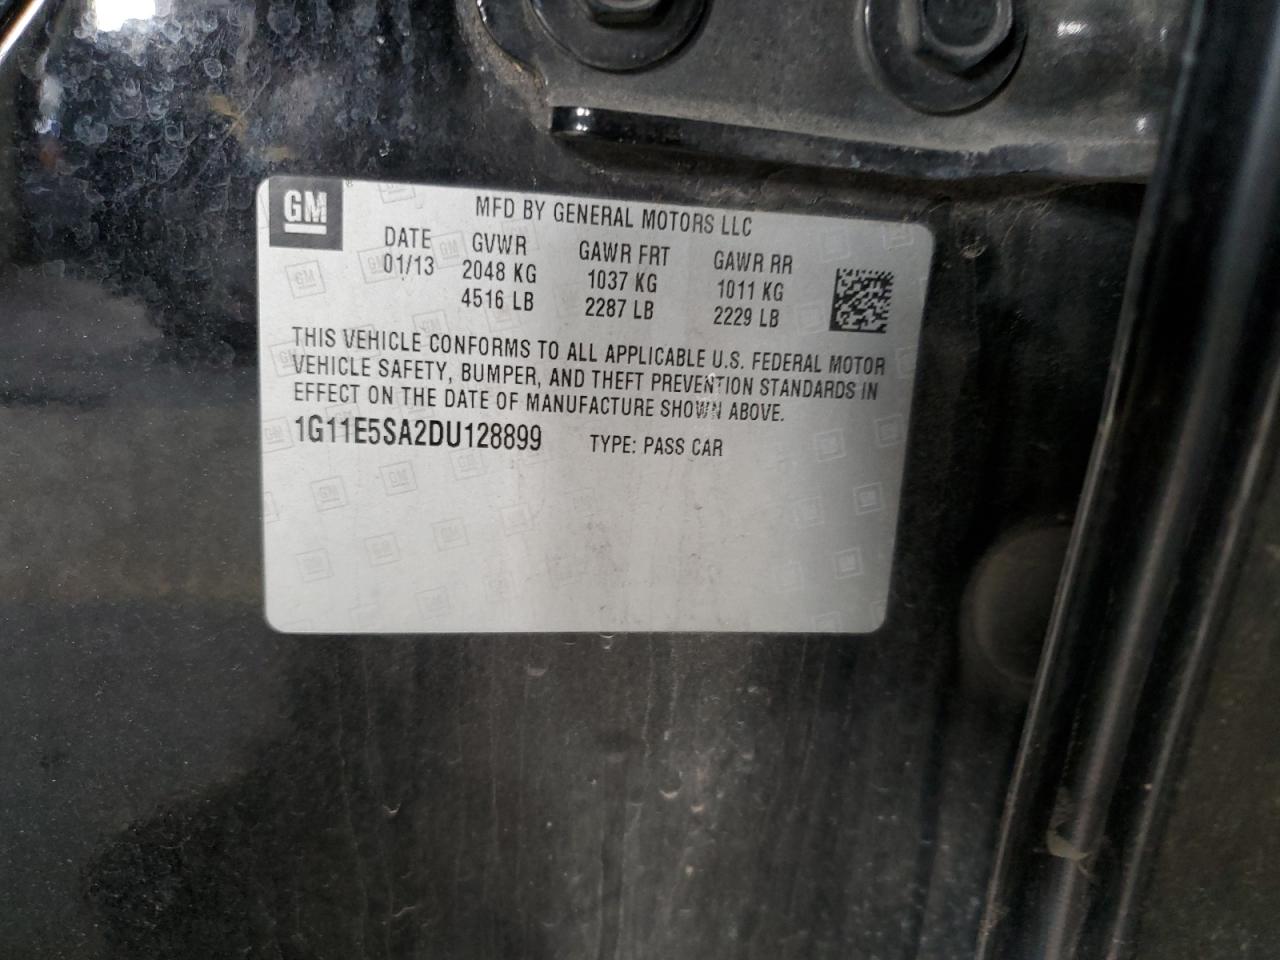 GM
MFD BY GENERAL MOTORS LLC
DATE GVWR GAWR FRT GAWR RR
01/13 2048 KG 1037 KG 1011 KG
4516 LB 2287 LB 2229 LB
THIS VEHICLE CONFORMS TO ALL APPLICABLE U.S. FEDERAL MOTOR
VEHICLE SAFETY, BUMPER, AND THEFT PREVENTION STANDARDS IN
EFFECT ON THE DATE OF MANUFACTURE SHOWN ABOVE.
1G11E5SA2DU128899 TYPE: PASS CAR